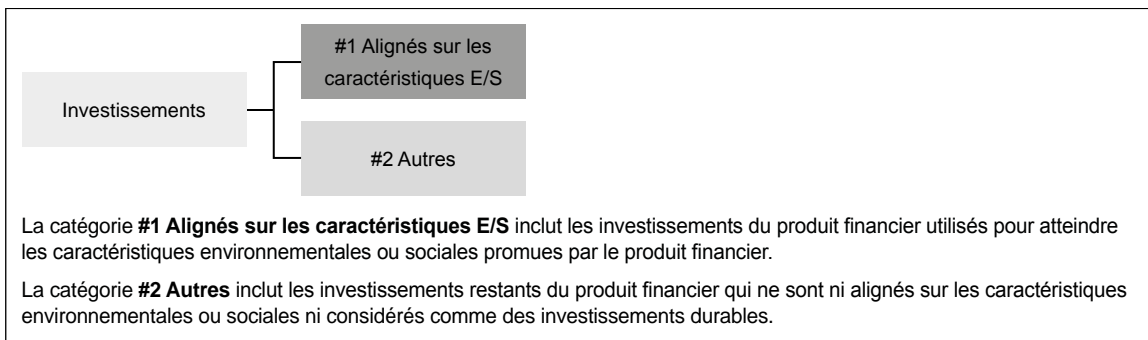 #1 Alignés sur les
caractéristiques E/S
Investissements
#2 Autres
La catégorie #1 Alignés sur les caractéristiques E/S inclut les investissements du produit financier utilisés pour atteindre
les caractéristiques environnementales ou sociales promues par le produit financier.
La catégorie #2 Autres inclut les investissements restants du produit financier qui ne sont ni alignés sur les caractéristiques
environnementales ou sociales ni considérés comme des investissements durables.